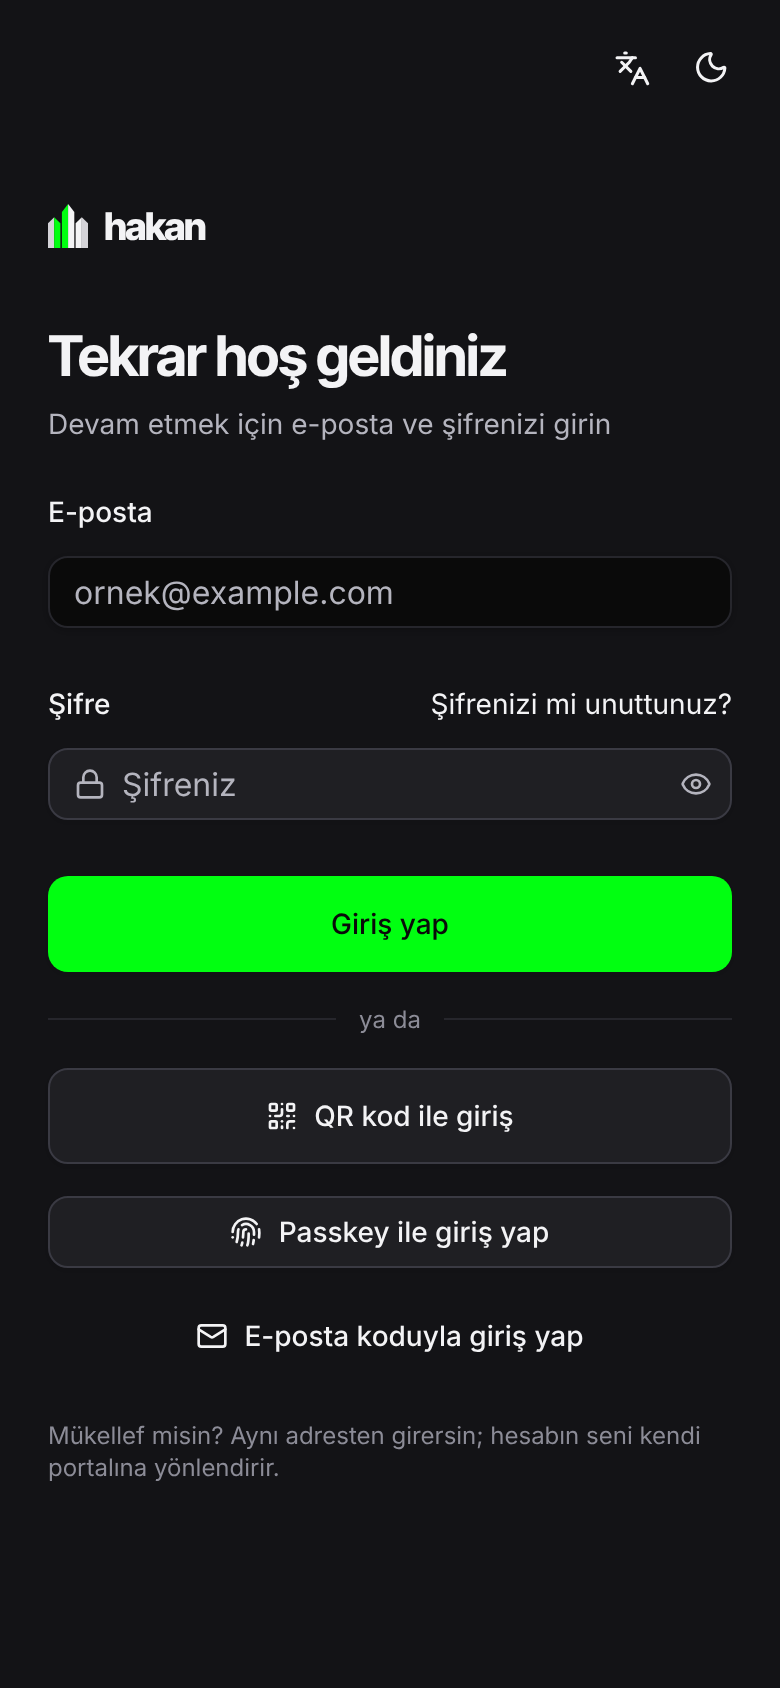 hakan
Tekrar hoş geldiniz
Devam etmek için e-posta ve şifrenizi girin
E-posta
ornek@example.com
Şifre
Şifrenizi mi unuttunuz?
Şifreniz
Giriş yap
ya da
QR kod ile giriş
Passkey ile giriş yap
E-posta koduyla giriş yap
Mükellef misin? Aynı adresten girersin; hesabın seni kendi
portalına yönlendirir.